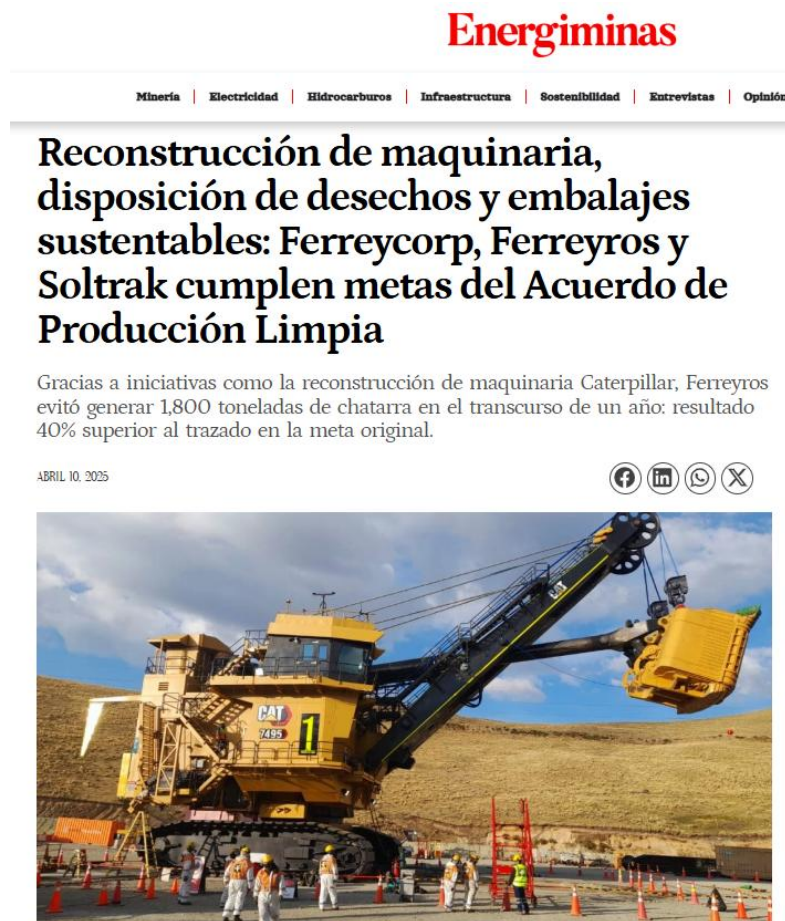 Energiminas
Minería | Electricidad | Hidrocarburos | Infraestructura | Sostenibilidad | Entrevistas | Opinión
Reconstrucción de maquinaria,
disposición de desechos y embalajes
sustentables: Ferreycorp, Ferreyros y
Soltrak cumplen metas del Acuerdo de
Producción Limpia
Gracias a iniciativas como la reconstrucción de maquinaria Caterpillar, Ferreyros
evitó generar 1,800 toneladas de chatarra en el transcurso de un año: resultado
40% superior al trazado en la meta original.
ABRIL 10, 2025
CAT
CAT
7495
1